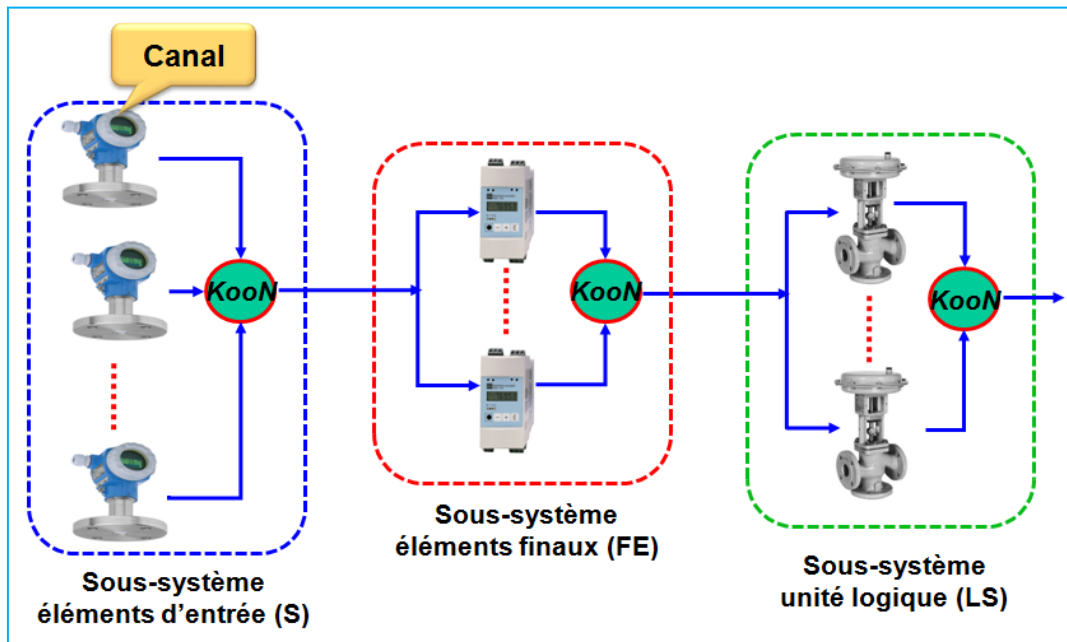 Canal
KooN
KooN
KooN
Sous-système
éléments d'entrée (S)
Sous-système
éléments finaux (FE)
Sous-système
unité logique (LS)